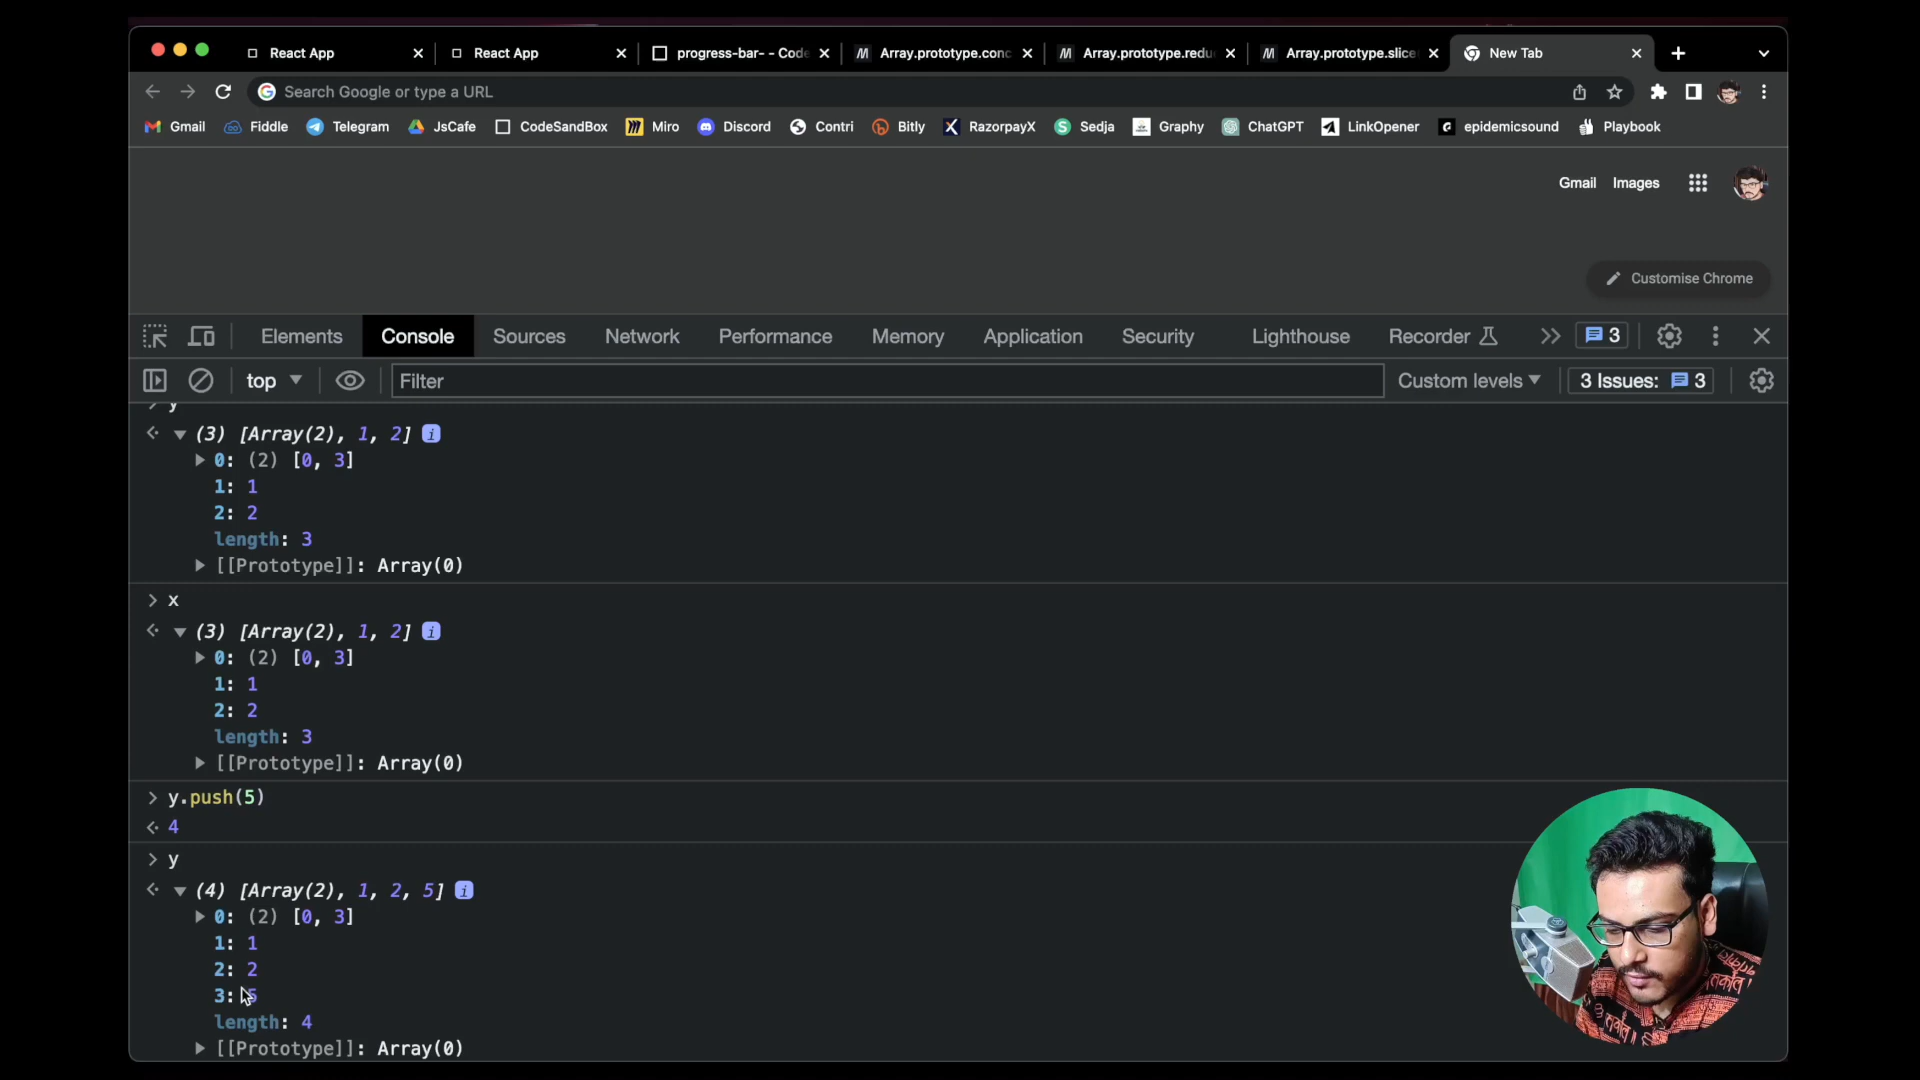 React App
React App
progress-bar- - Code
Array.prototype.conc
Array.prototype.redu
Array.prototype.slice
New Tab
Search Google or type a URL
Gmail
Fiddle
Telegram
JsCafe
CodeSandBox
Miro
Discord
Contri
Bitly
RazorpayX
Sedja
Graphy
ChatGPT
LinkOpener
epidemicsound
Playbook
Gmail Images
Customise Chrome
Elements Console Sources Network Performance Memory Application Security Lighthouse Recorder 3
top Filter Custom levels 3 Issues: 3
y
(3) [Array(2), 1, 2] i
0: (2) [0, 3]
1: 1
2: 2
length: 3
[[Prototype]]: Array(0)
x
(3) [Array(2), 1, 2] i
0: (2) [0, 3]
1: 1
2: 2
length: 3
[[Prototype]]: Array(0)
y.push(5)
4
y
(4) [Array(2), 1, 2, 5] i
0: (2) [0, 3]
1: 1
2: 2
3: 5
length: 4
[[Prototype]]: Array(0)